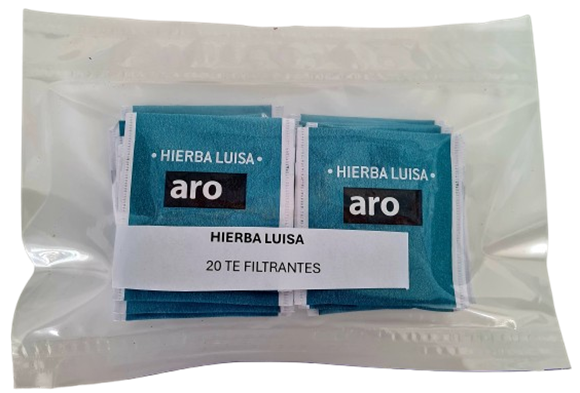 • HIERBA LUISA •
aro
• HIERBA LUISA •
aro
HIERBA LUISA
20 TE FILTRANTES